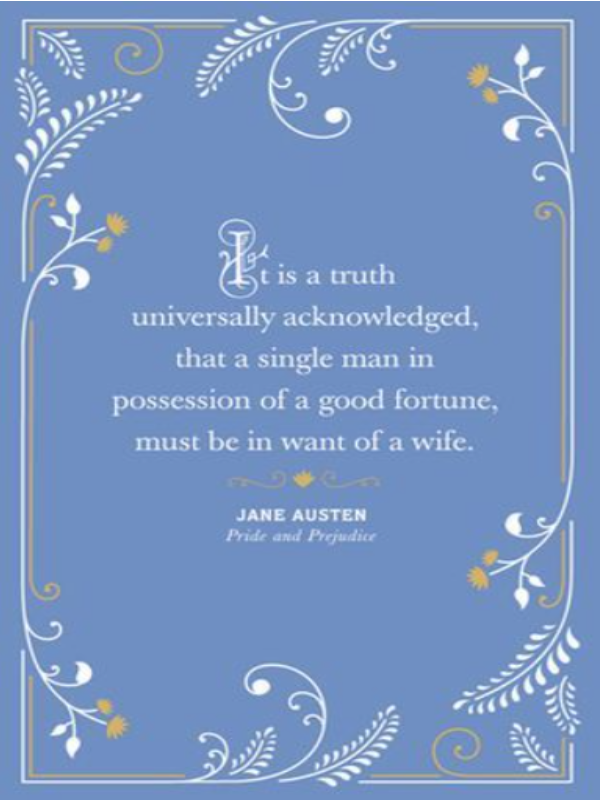 It is a truth
universally acknowledged,
that a single man in
possession of a good fortune,
must be in want of a wife.
JANE AUSTEN
Pride and Prejudice